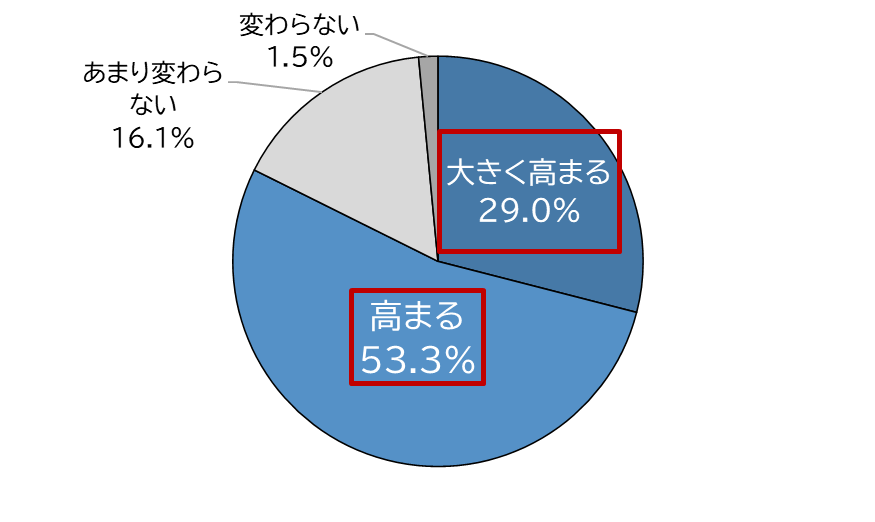 変わらない
1.5%
あまり変わら
ない
16.1%
大きく高まる
29.0%
高まる
53.3%